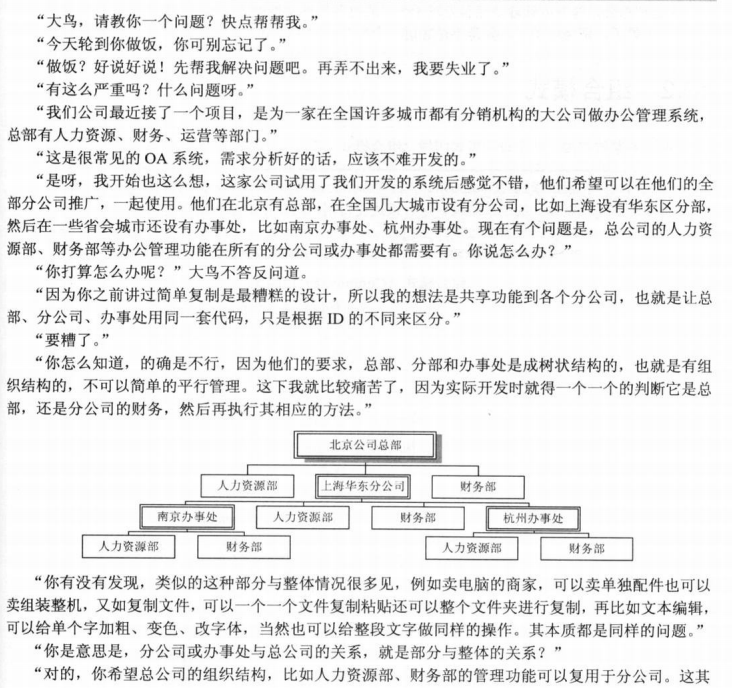 “大鸟，请教你一个问题？快点帮帮我。”
“今天轮到你做饭，你可别忘记了。”
“做饭？好说好说！先帮我解决问题吧。再弄不出来，我要失业了。”
“有这么严重吗？什么问题呀。”
“我们公司最近接了一个项目，是为一家在全国许多城市都有分销机构的大公司做办公管理系统，
总部有人力资源、财务、运营等部门。”
“这是很常见的 OA 系统，需求分析好的话，应该不难开发的。”
“是呀，我开始也这么想，这家公司试用了我们开发的系统后感觉不错，他们希望可以在他们的全
部分公司推广，一起使用。他们在北京有总部，在全国几大城市设有分公司，比如上海设有华东区分部，
然后在一些省会城市还设有办事处，比如南京办事处、杭州办事处。现在有个问题是，总公司的人力资
源部、财务部等办公管理功能在所有的分公司或办事处都需要有。你说怎么办？”
“你打算怎么办呢？”大鸟不答反问道。
“因为你之前讲过简单复制是最糟糕的设计，所以我的想法是共享功能到各个分公司，也就是让总
部、分公司、办事处用同一套代码，只是根据 ID 的不同来区分。”
“要糟了。”
“你怎么知道，的确是不行，因为他们的要求，总部、分部和办事处是成树状结构的，也就是有组
织结构的，不可以简单的平行管理。这下我就比较痛苦了，因为实际开发时就得一个一个的判断它是总
部，还是分公司的财务，然后再执行其相应的方法。”
北京公司总部
人力资源部 上海华东分公司 财务部
南京办事处 人力资源部 财务部 杭州办事处
人力资源部 财务部 人力资源部 财务部
“你有没有发现，类似的这种部分与整体情况很多见，例如卖电脑的商家，可以卖单独配件也可以
卖组装整机，又如复制文件，可以一个一个文件复制粘贴还可以整个文件夹进行复制，再比如文本编辑，
可以给单个字加粗、变色、改字体，当然也可以给整段文字做同样的操作。其本质都是同样的问题。”
“你是意思是，分公司或办事处与总公司的关系，就是部分与整体的关系？”
“对的，你希望总公司的组织结构，比如人力资源部、财务部的管理功能可以复用于分公司。这其